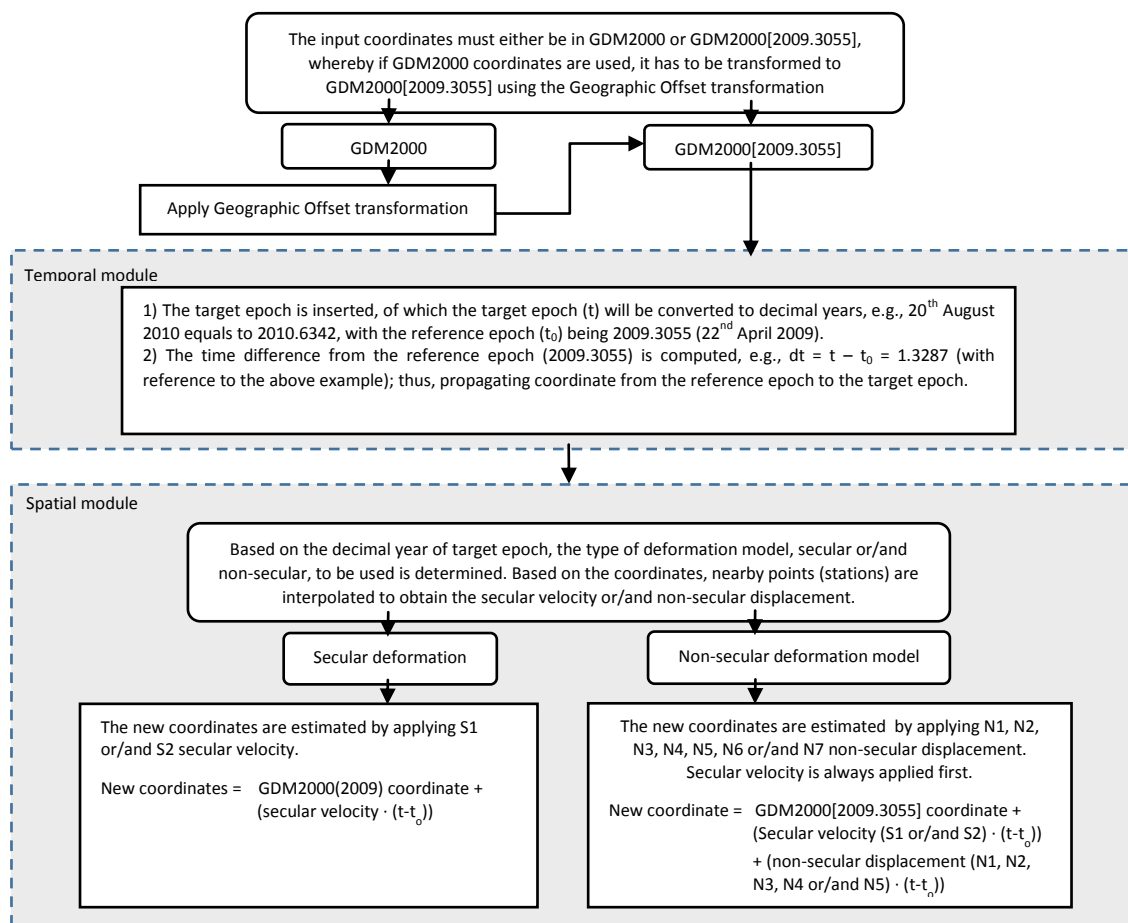 The input coordinates must either be in GDM2000 or GDM2000[2009.3055],
whereby if GDM2000 coordinates are used, it has to be transformed to
GDM2000[2009.3055] using the Geographic Offset transformation
GDM2000
GDM2000[2009.3055]
Apply Geographic Offset transformation
Temporal module
1) The target epoch is inserted, of which the target epoch (t) will be converted to decimal years, e.g., 20th August
2010 equals to 2010.6342, with the reference epoch (t0) being 2009.3055 (22nd April 2009).
2) The time difference from the reference epoch (2009.3055) is computed, e.g., dt = t – t0 = 1.3287 (with
reference to the above example); thus, propagating coordinate from the reference epoch to the target epoch.
Spatial module
Based on the decimal year of target epoch, the type of deformation model, secular or/and
non-secular, to be used is determined. Based on the coordinates, nearby points (stations) are
interpolated to obtain the secular velocity or/and non-secular displacement.
Secular deformation
Non-secular deformation model
The new coordinates are estimated by applying S1
or/and S2 secular velocity.
New coordinates = GDM2000(2009) coordinate +
(secular velocity · (t-to))
The new coordinates are estimated by applying N1, N2,
N3, N4, N5, N6 or/and N7 non-secular displacement.
Secular velocity is always applied first.
New coordinate = GDM2000[2009.3055] coordinate +
(Secular velocity (S1 or/and S2) · (t-to))
+ (non-secular displacement (N1, N2,
N3, N4 or/and N5) · (t-to))